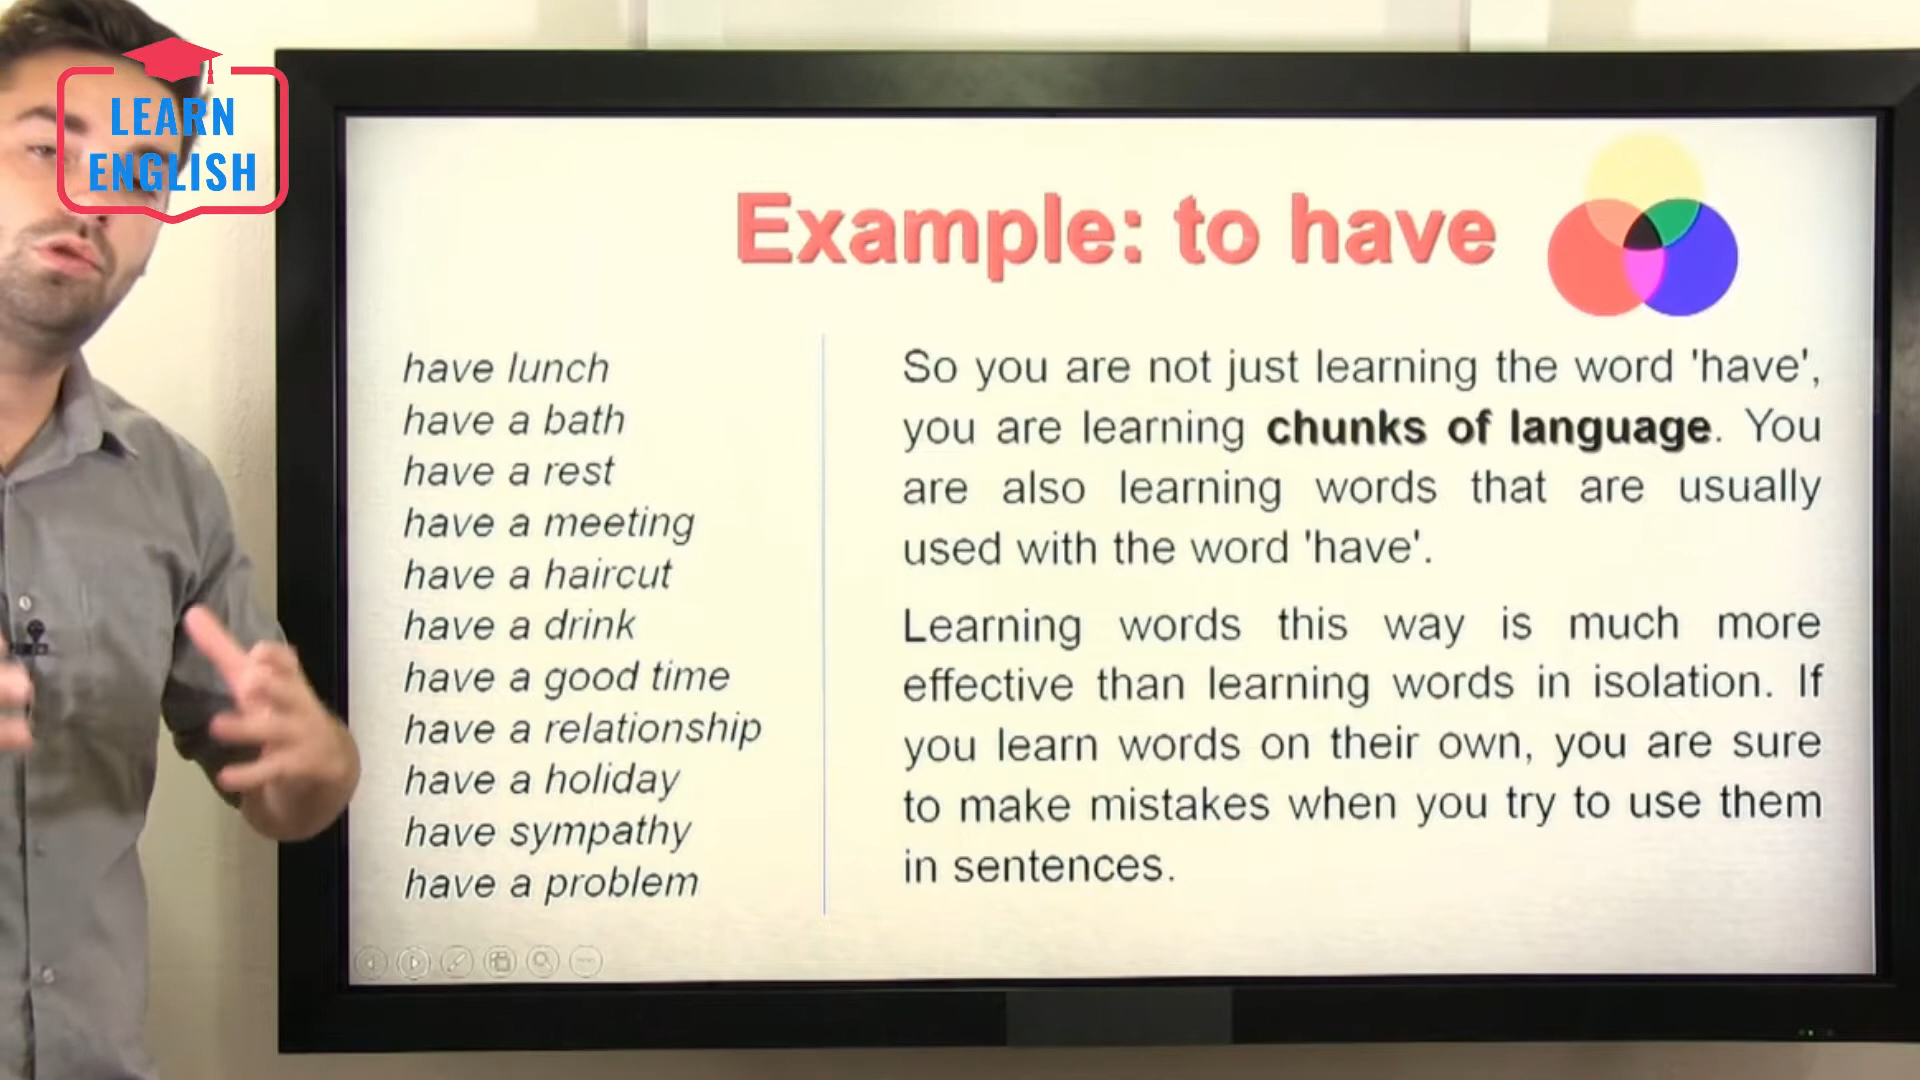 LEARN
ENGLISH
Example: to have
have lunch
have a bath
have a rest
have a meeting
have a haircut
have a drink
have a good time
have a relationship
have a holiday
have sympathy
have a problem
So you are not just learning the word 'have',
you are learning chunks of language. You
are also learning words that are usually
used with the word 'have'.
Learning words this way is much more
effective than learning words in isolation. If
you learn words on their own, you are sure
to make mistakes when you try to use them
in sentences.